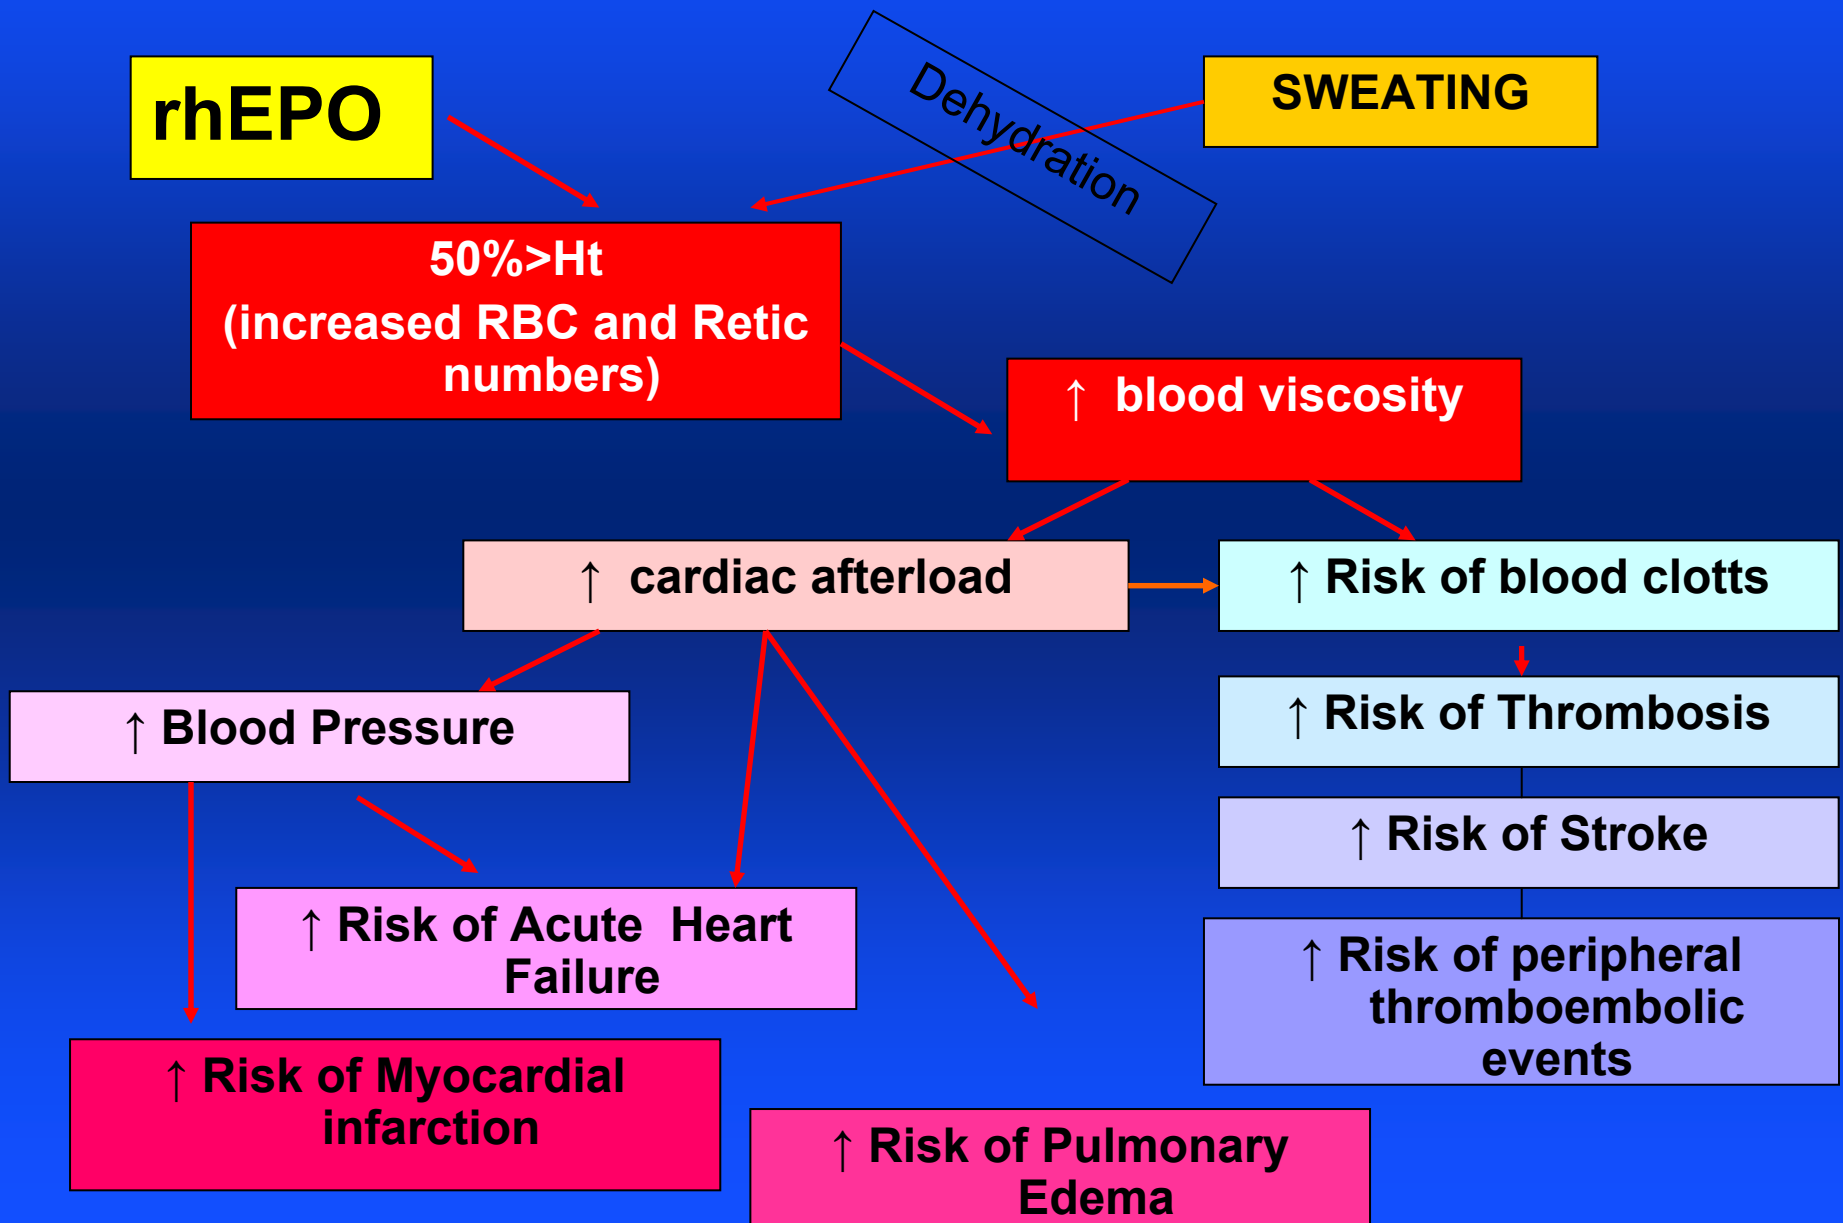 rhEPO
Dehydration
SWEATING
50%>Ht
(increased RBC and Retic
numbers)
↑ blood viscosity
↑ cardiac afterload
↑ Risk of blood clotts
↑ Blood Pressure
↑ Risk of Thrombosis
↑ Risk of Stroke
↑ Risk of Acute Heart
Failure
↑ Risk of peripheral
thromboembolic
events
↑ Risk of Myocardial
infarction
↑ Risk of Pulmonary
Edema